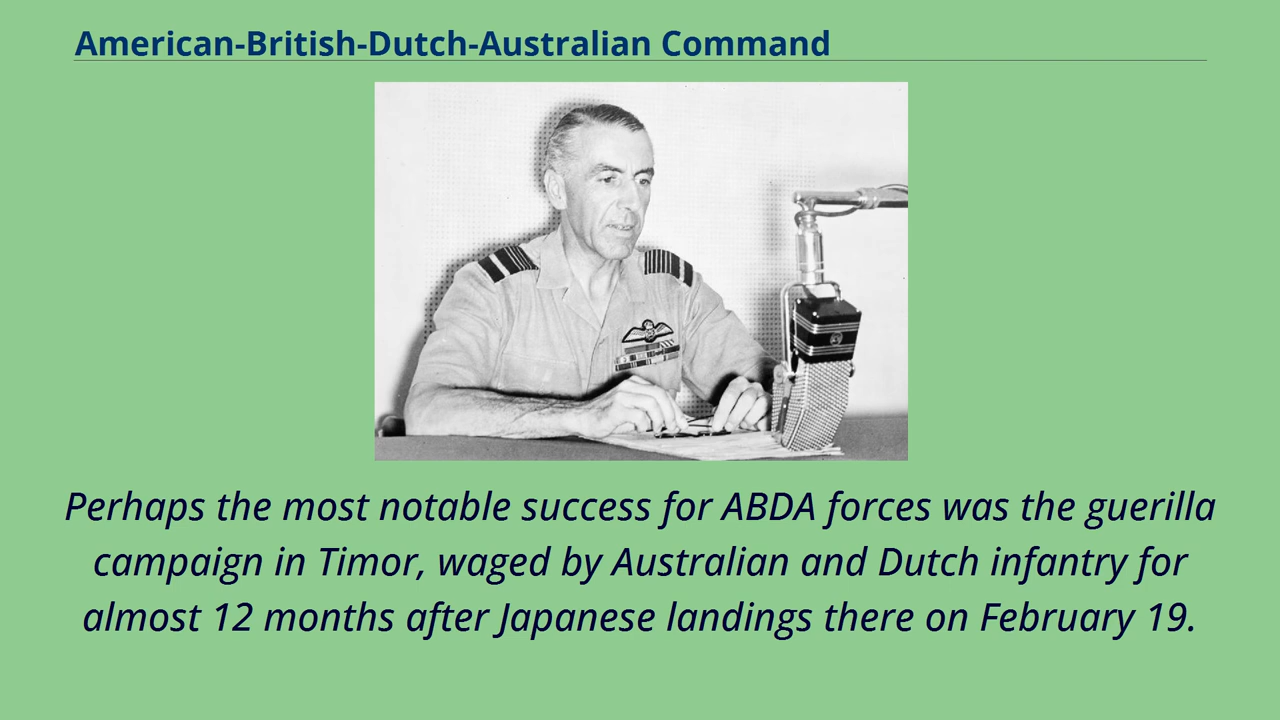 American-British-Dutch-Australian Command
Perhaps the most notable success for ABDA forces was the guerilla
campaign in Timor, waged by Australian and Dutch infantry for
almost 12 months after Japanese landings there on February 19.